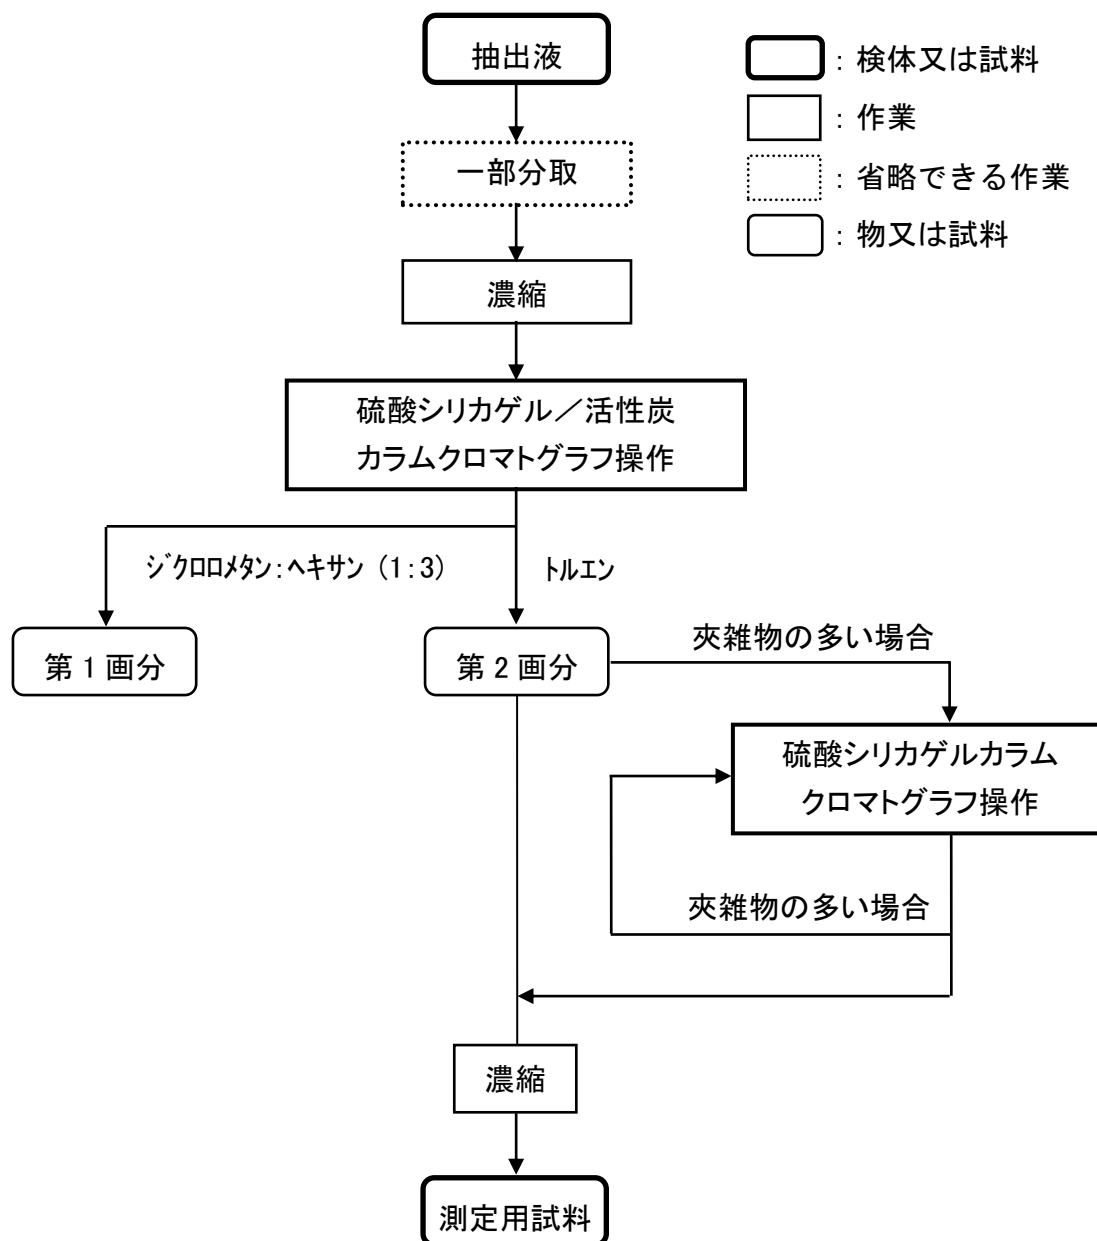 抽出液
：検体又は試料
：作業
一部分取
：省略できる作業
：物又は試料
濃縮
硫酸シリカゲル／活性炭
カラムクロマトグラフ操作
ｼﾞｸﾛﾛﾒﾀﾝ：ﾍｷｻﾝ（1：3）
ﾄﾙｴﾝ
第 1 画分
第 2 画分
夾雑物の多い場合
硫酸シリカゲルカラム
クロマトグラフ操作
夾雑物の多い場合
濃縮
測定用試料